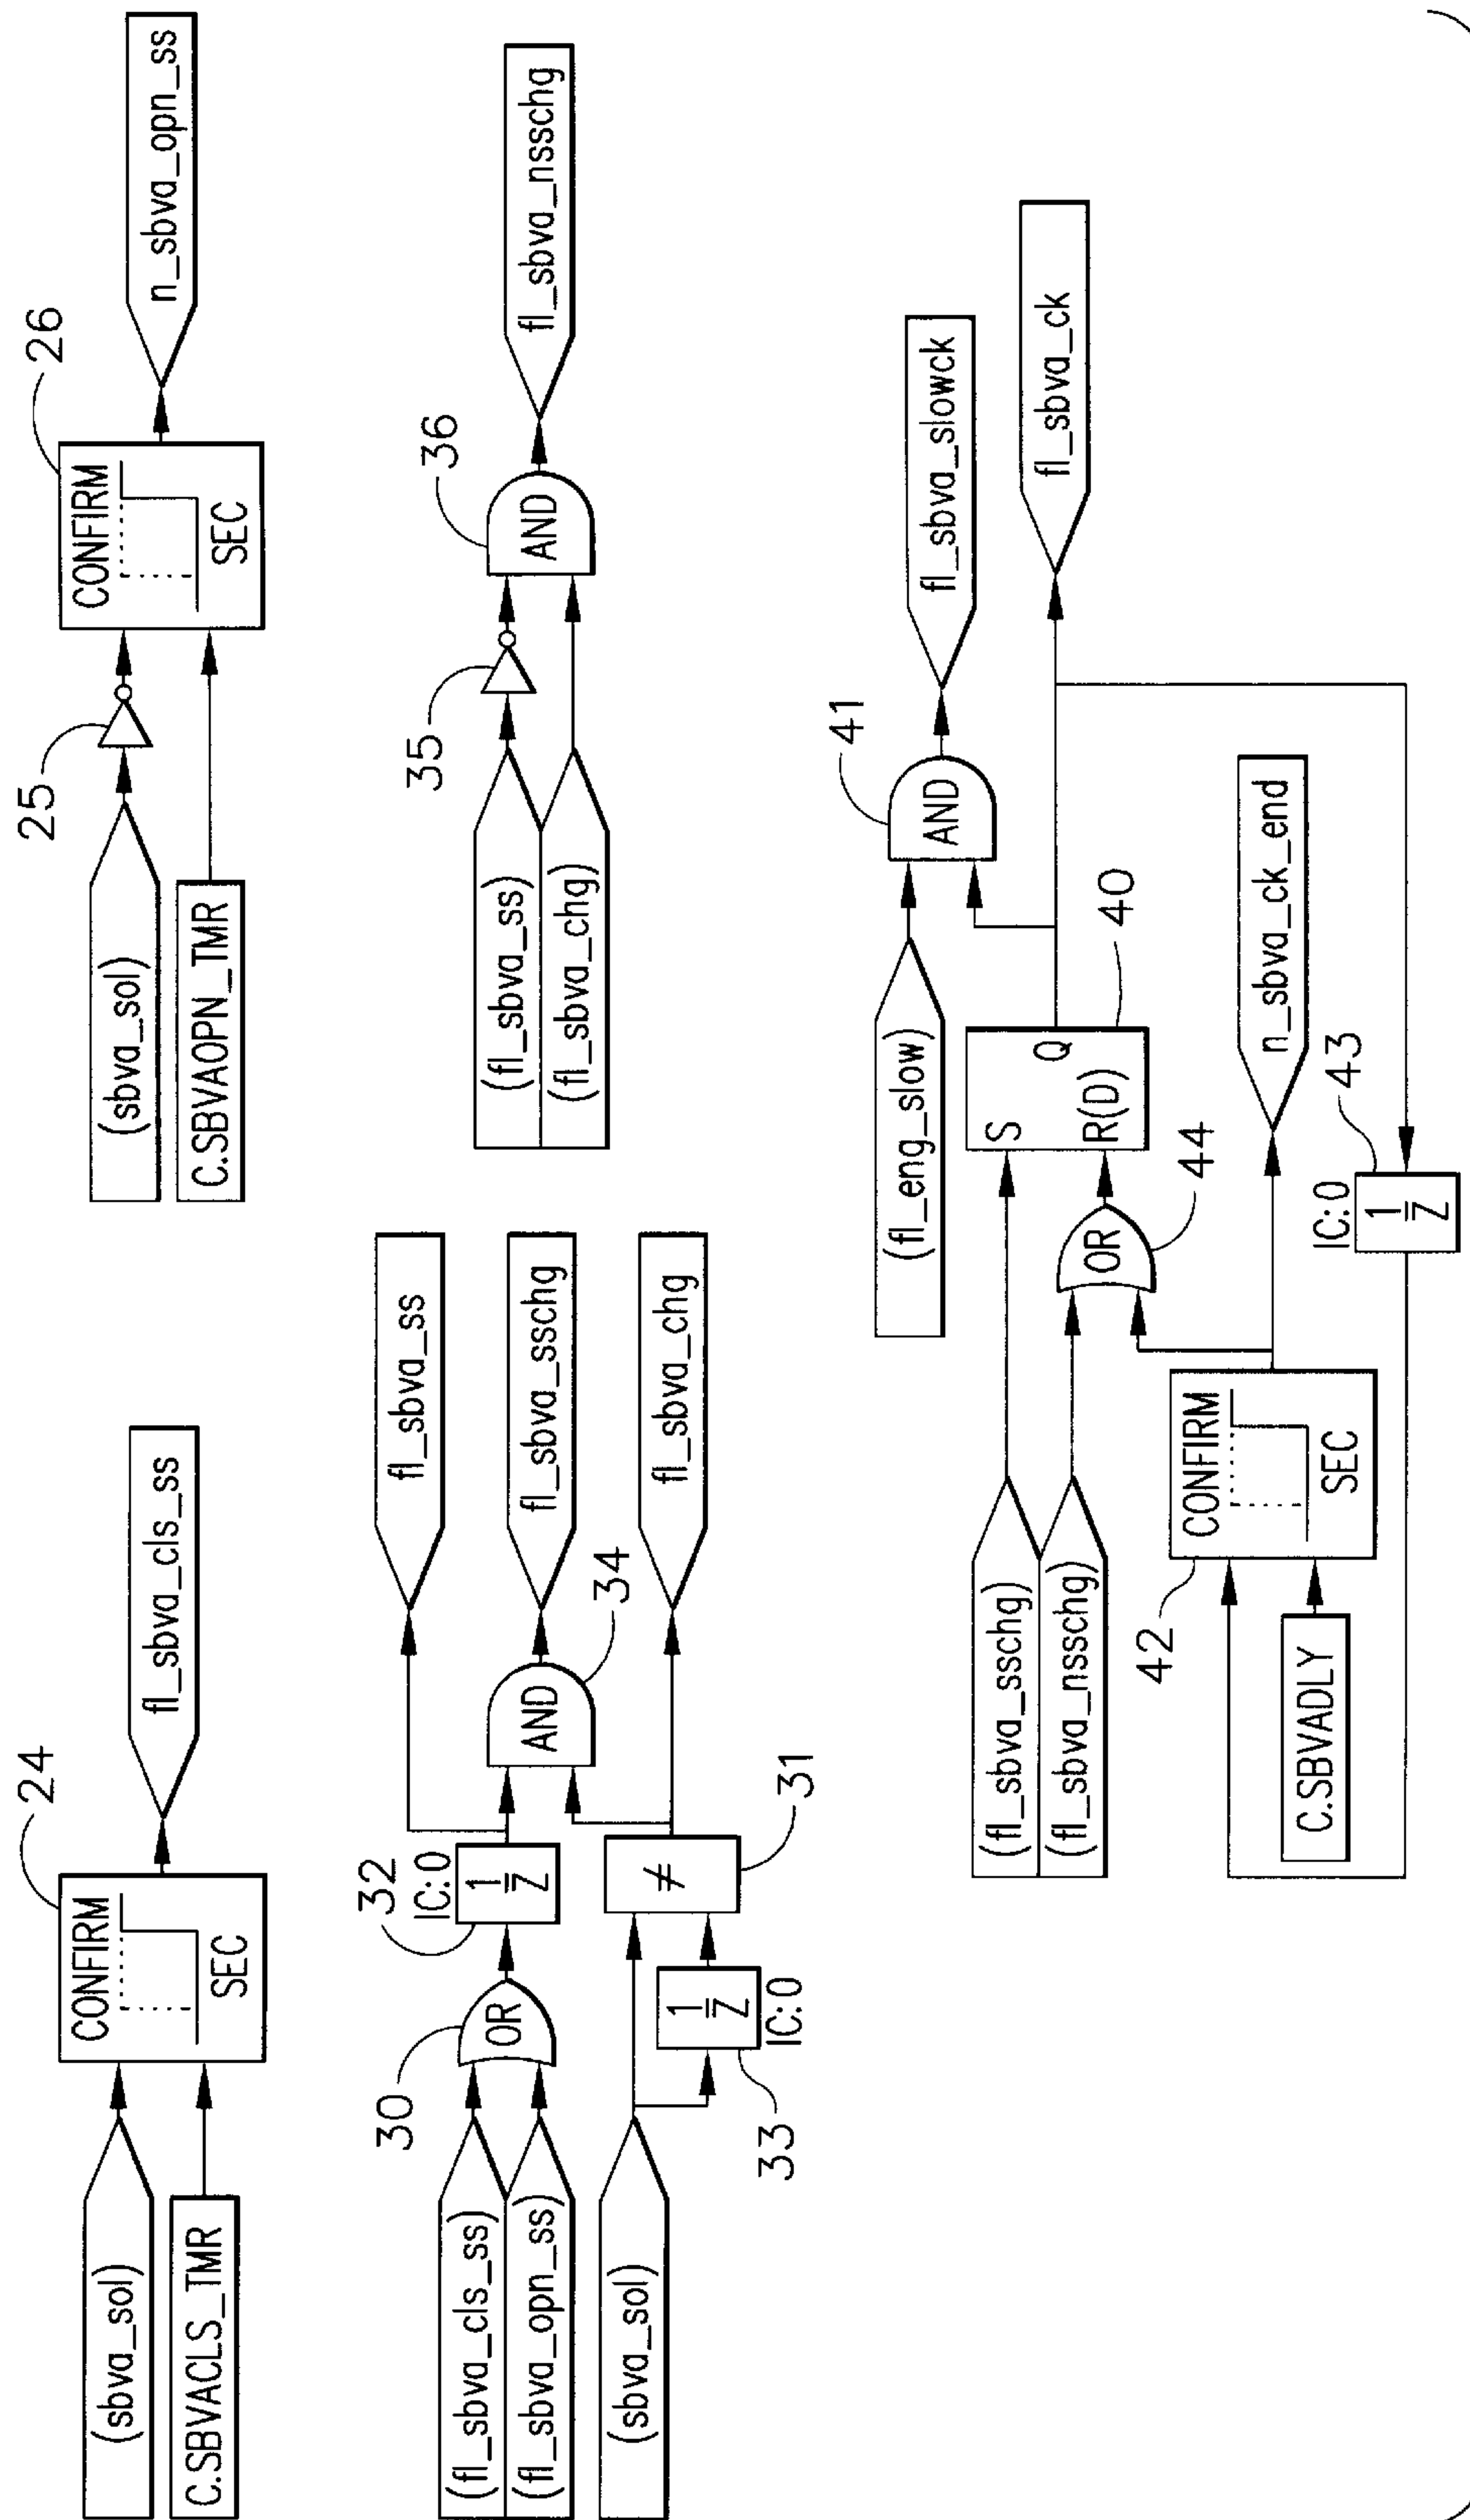 24
(sbva_sol)
C.SBVACLS_TMR
CONFIRM
SEC
fl_sbva_cls_ss
25
26
(sbva_sol)
C.SBVAOPN_TMR
CONFIRM
SEC
n_sbva_opn_ss
30
(fl_sbva_cls_ss)
(fl_sbva_opn_ss)
OR
32
IC:0
1
Z
AND
34
fl_sbva_ss
fl_sbva_sschg
fl_sbva_chg
(sbva_sol)
33
1
Z
IC:0
≠
31
35
36
(fl_sbva_ss)
(fl_sbva_chg)
AND
fl_sbva_nsschg
(fl_eng_slow)
41
AND
fl_sbva_slowck
(fl_sbva_sschg)
(fl_sbva_nsschg)
S
Q
R(D)
40
fl_sbva_ck
OR
44
42
CONFIRM
SEC
C.SBVADLY
n_sbva_ck_end
IC:0
43
1
Z